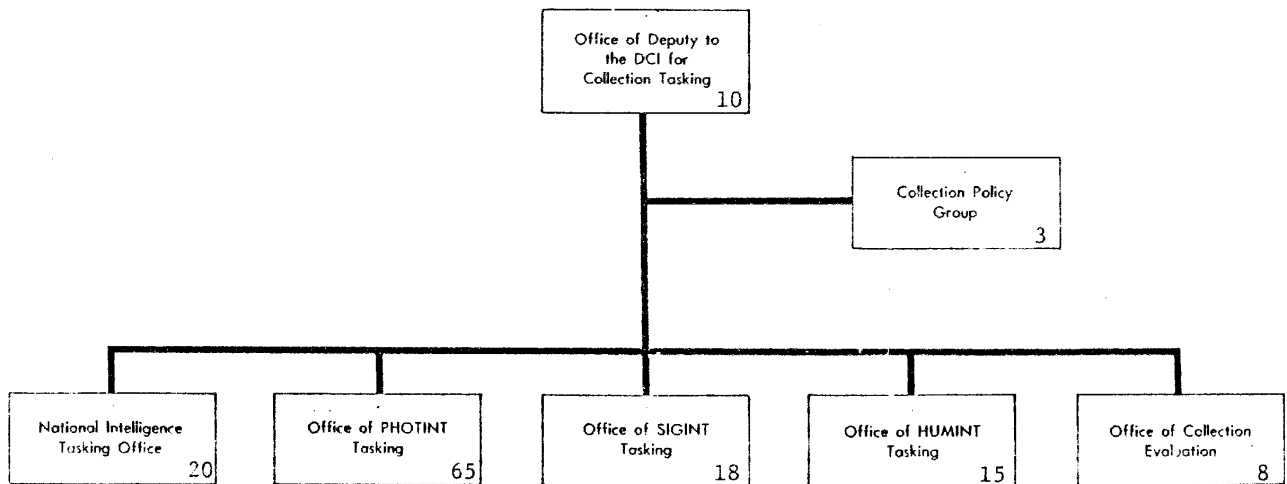 Office of Deputy to
the DCI for
Collection Tasking
10
Collection Policy
Group
3
National Intelligence
Tasking Office
20
Office of PHOTINT
Tasking
65
Office of SIGINT
Tasking
18
Office of HUMINT
Tasking
15
Office of Collection
Evaluation
8